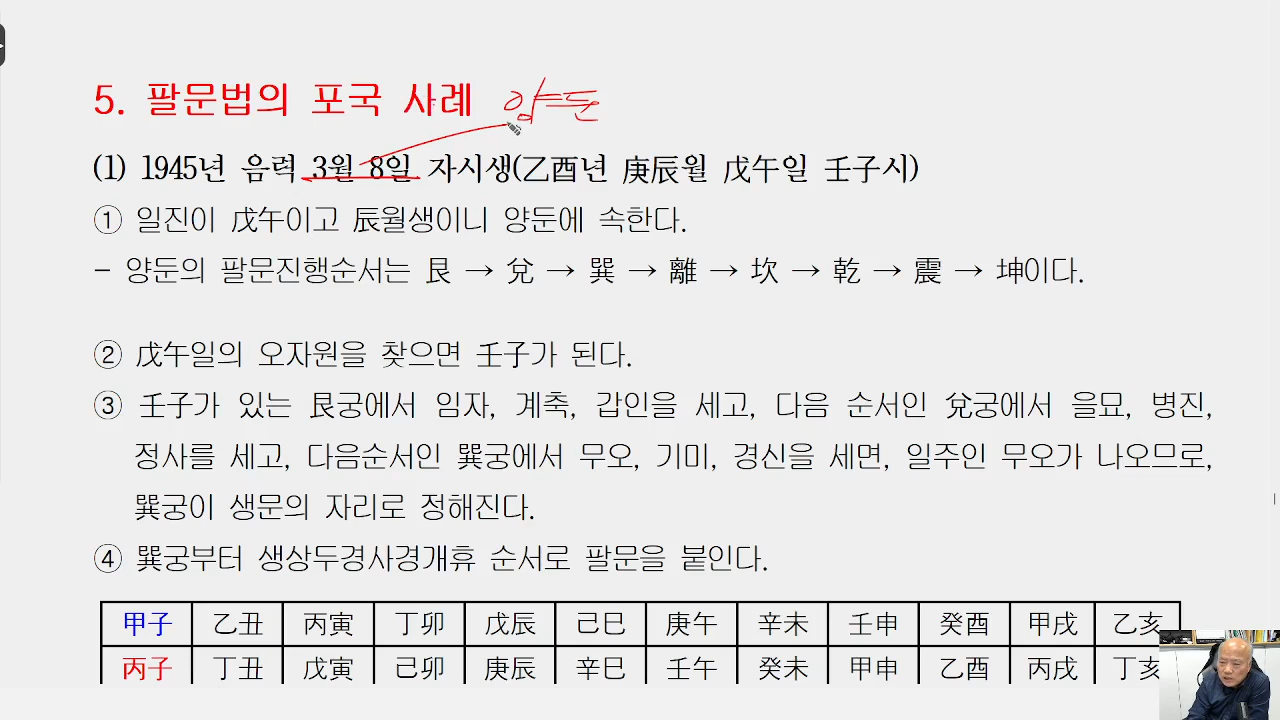 5. 팔문법의 포국 사례 양둔
(1) 1945년 음력 3월 8일 자시생(乙酉년 庚辰월 戊午일 壬子시)
① 일진이 戊午이고 辰월생이니 양둔에 속한다.
- 양둔의 팔문진행순서는 艮 → 兌 → 巽 → 離 → 坎 → 乾 → 震 → 坤이다.
② 戊午일의 오자원을 찾으면 壬子가 된다.
③ 壬子가 있는 艮궁에서 임자, 계축, 갑인을 세고, 다음 순서인 兌궁에서 을묘, 병진,
정사를 세고, 다음순서인 巽궁에서 무오, 기미, 경신을 세면, 일주인 무오가 나오므로,
巽궁이 생문의 자리로 정해진다.
④ 巽궁부터 생상두경사경개휴 순서로 팔문을 붙인다.
甲子 乙丑 丙寅 丁卯 戊辰 己巳 庚午 辛未 壬申 癸酉 甲戌 乙亥
丙子 丁丑 戊寅 己卯 庚辰 辛巳 壬午 癸未 甲申 乙酉 丙戌 丁亥